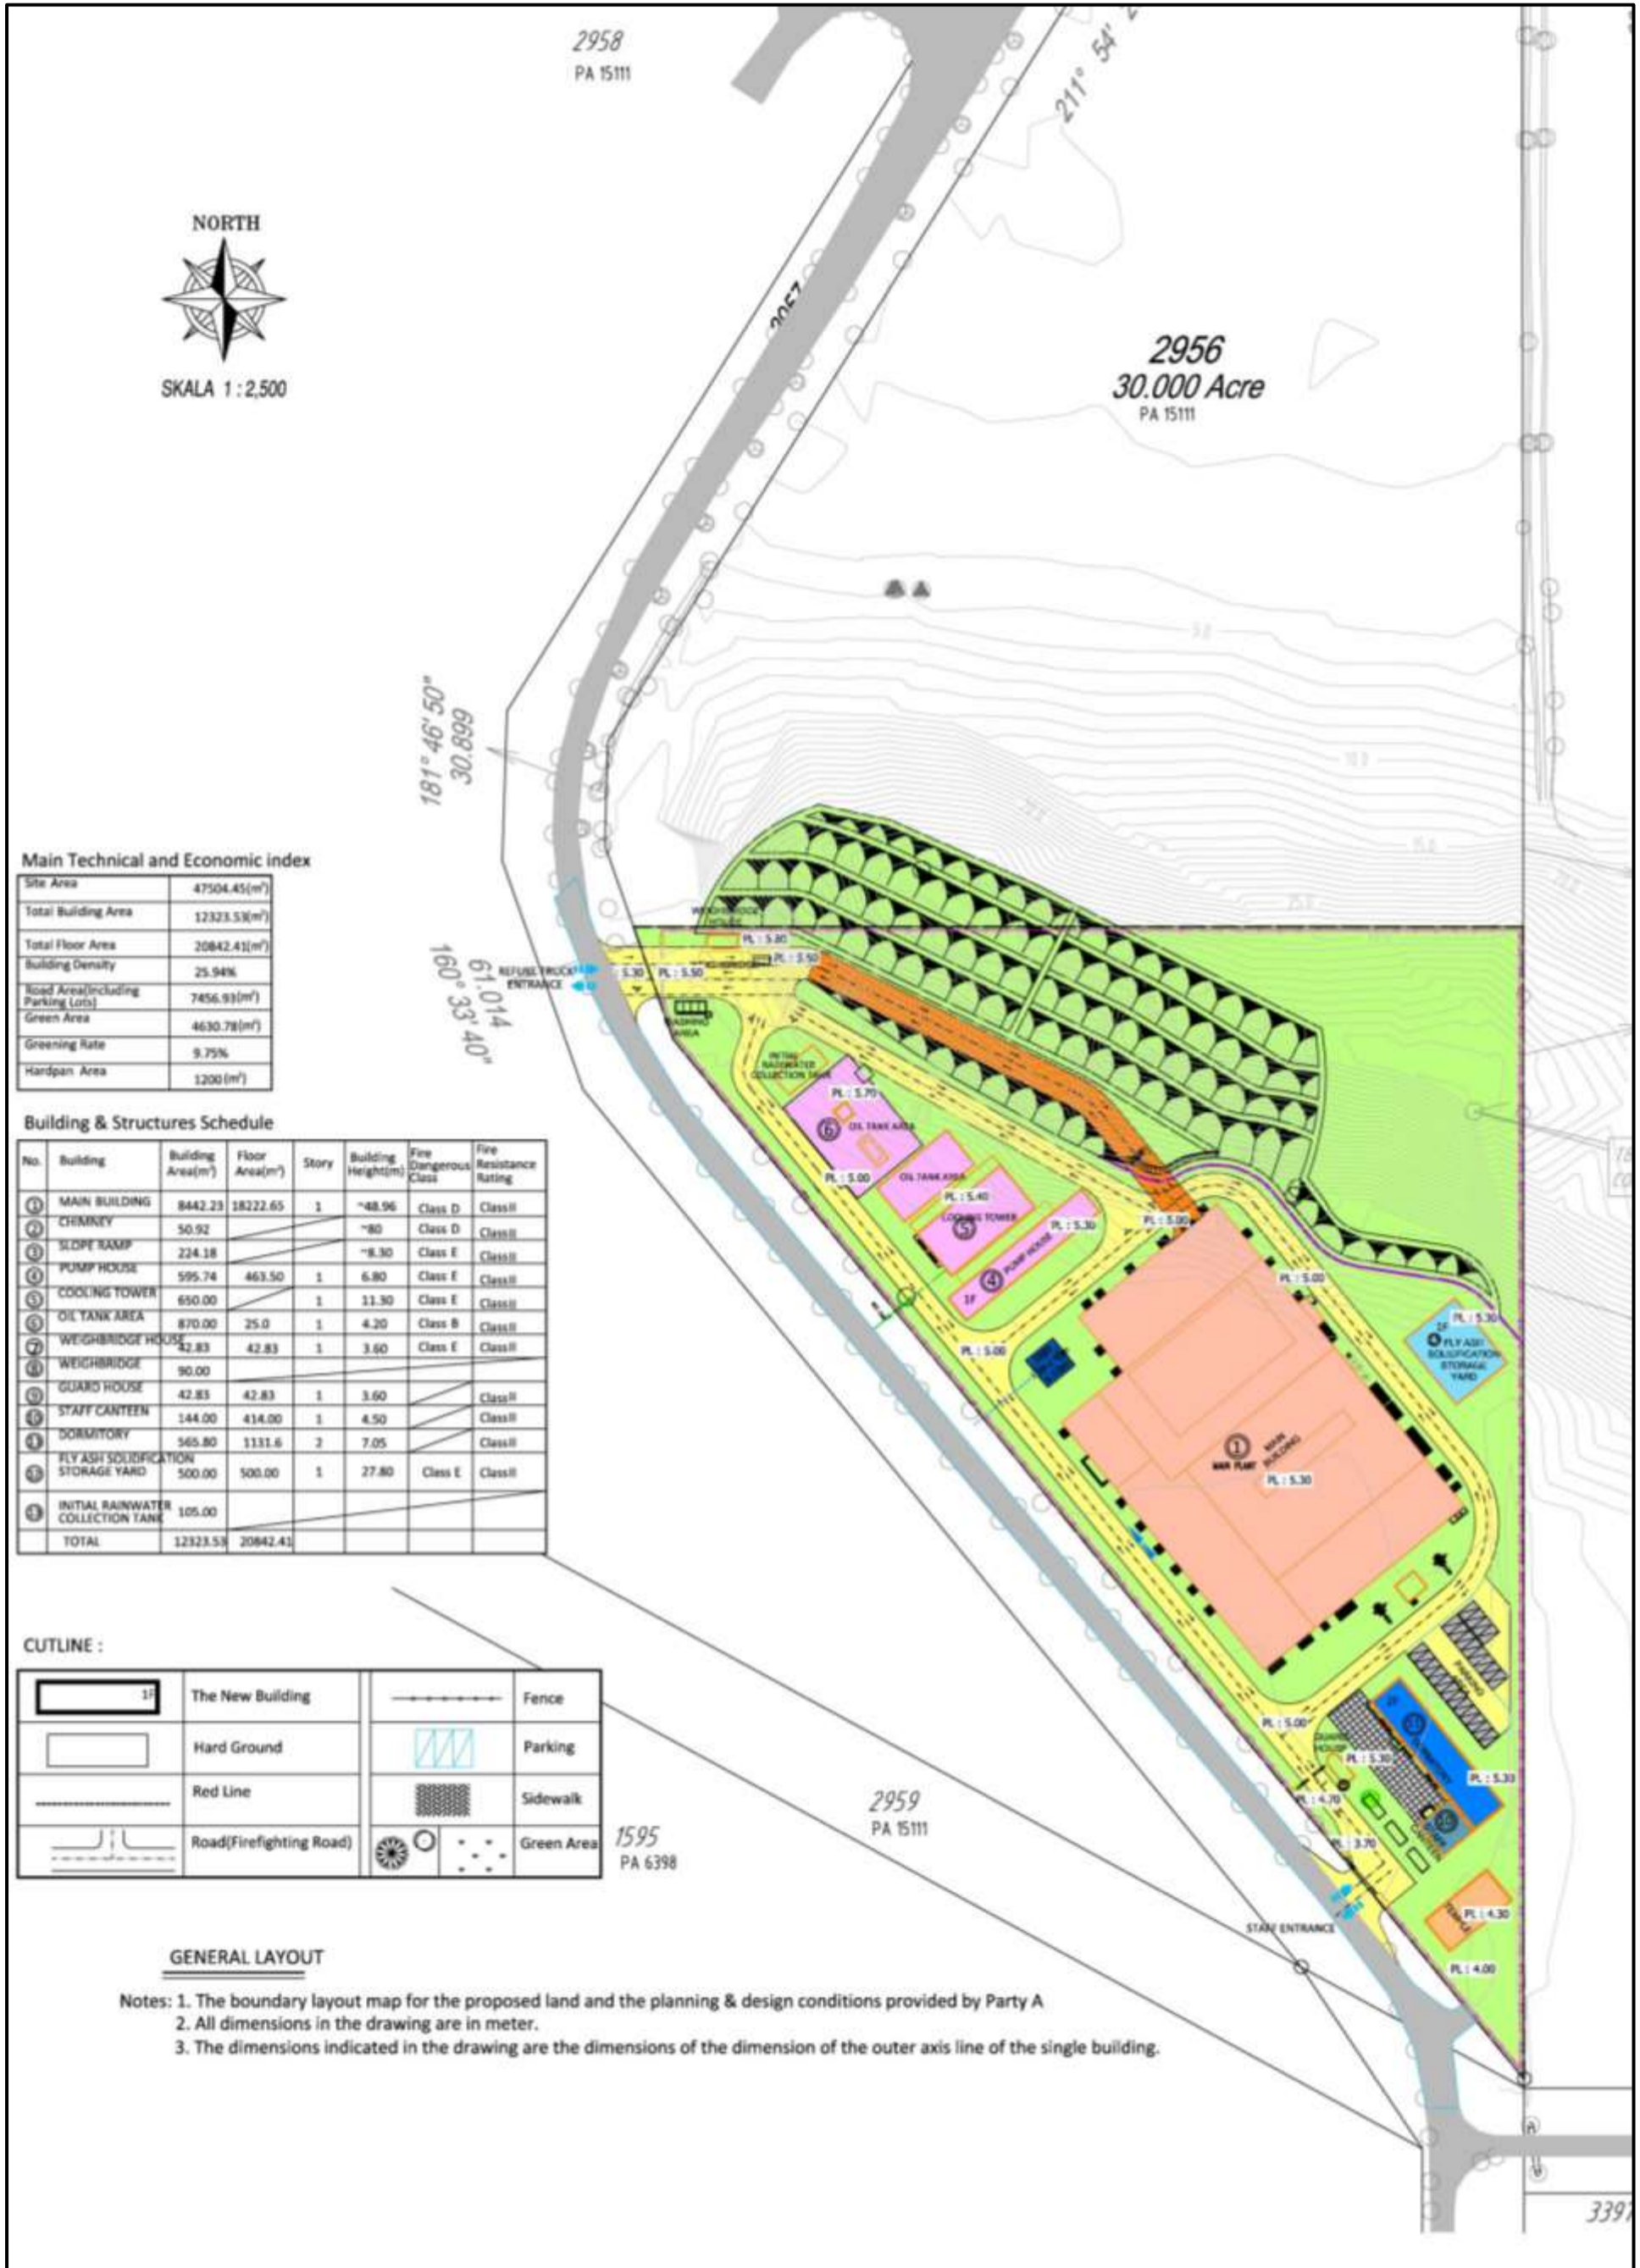 2958
PA 15111
211° 54'
NORTH
SKALA 1 : 2,500
2957
2956
30.000 Acre
PA 15111
181° 46' 50"
30.899
61.014
160° 33' 40"
Main Technical and Economic index
Site Area 47504.45(m²)
Total Building Area 12323.53(m²)
Total Floor Area 20842.41(m²)
Building Density 25.94%
Road Area(Including Parking Lots) 7456.93(m²)
Green Area 4630.78(m²)
Greening Rate 9.75%
Hardpan Area 1200(m²)
Building & Structures Schedule
No. Building Building Area(m²) Floor Area(m²) Story Building Height(m) Fire Dangerous Class Fire Resistance Rating
① MAIN BUILDING 8442.23 18222.65 1 ~48.96 Class D ClassII
② CHIMNEY 50.92 ~80 Class D ClassII
③ SLOPE RAMP 224.18 ~8.30 Class E ClassII
④ PUMP HOUSE 595.74 463.50 1 6.80 Class E ClassII
⑤ COOLING TOWER 650.00 1 11.30 Class E ClassII
OIL TANK AREA 870.00 25.0 1 4.20 Class B ClassII
⑦ WEIGHBRIDGE HOUSE 42.83 42.83 1 3.60 Class E ClassII
⑧ WEIGHBRIDGE 90.00
⑨ GUARD HOUSE 42.83 42.83 1 3.60 ClassII
⑩ STAFF CANTEEN 144.00 414.00 1 4.50 ClassII
DORMITORY 565.80 1131.6 2 7.05 ClassII
⑫ FLY ASH SOLIDIFICATION STORAGE YARD 500.00 500.00 1 27.80 Class E ClassII
⑬ INITIAL RAINWATER COLLECTION TANK 105.00
TOTAL 12323.53 20842.41
CUTLINE :
1F The New Building
Fence
Hard Ground
Parking
Red Line
Sidewalk
Road(Firefighting Road)
Green Area
WEIGHBRIDGE HOUSE
PL : 5.80
PL : 5.50
REFUSE TRUCK
ENTRANCE
5.30
PL : 5.50
WASHING
AREA
INITIAL
RAINWATER
COLLECTION TANK
PL : 5.70
⑥ OIL TANK AREA
PL : 5.00
OIL TANK AREA
PL : 5.40
COOLING TOWER
⑤
PL : 5.30
④ PUMP HOUSE
1F
PL : 5.00
PL : 5.00
PL : 5.00
PL : 5.30
FLY ASH
SOLIDIFICATION
STORAGE
YARD
① MAIN BUILDING
MAIN PLANT
PL : 5.30
PARKING
2F
DORMITORY
PL : 5.00
GUARD
HOUSE
PL : 5.30
PL : 5.30
PL : 4.70
STAFF
CANTEEN
PL : 3.70
STAFF ENTRANCE
TEMPLE
PL : 4.30
PL : 4.00
2959
PA 15111
1595
PA 6398
3397
GENERAL LAYOUT
Notes: 1. The boundary layout map for the proposed land and the planning & design conditions provided by Party A
2. All dimensions in the drawing are in meter.
3. The dimensions indicated in the drawing are the dimensions of the dimension of the outer axis line of the single building.